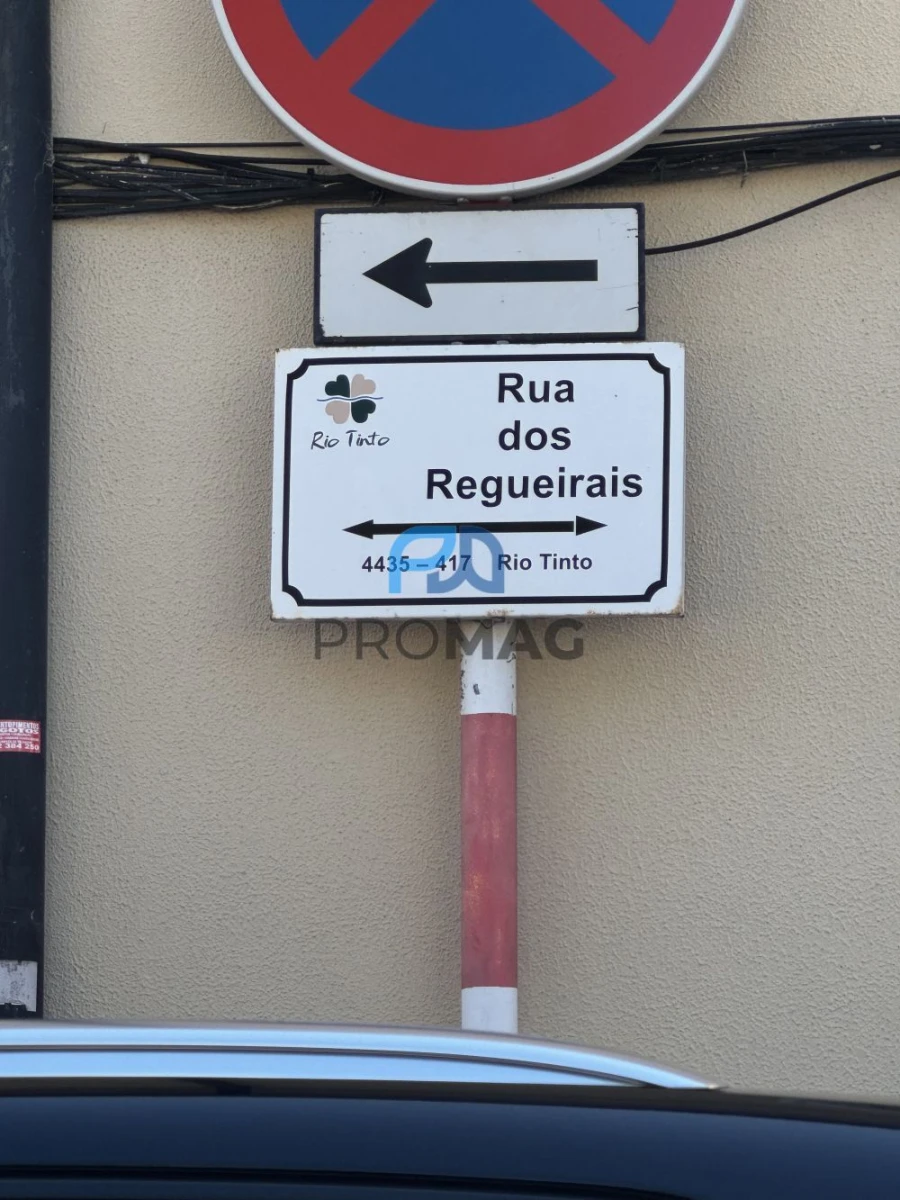 Rio Tinto
Rua
dos
Regueirais
4435 – 417 Rio Tinto
PROMAG